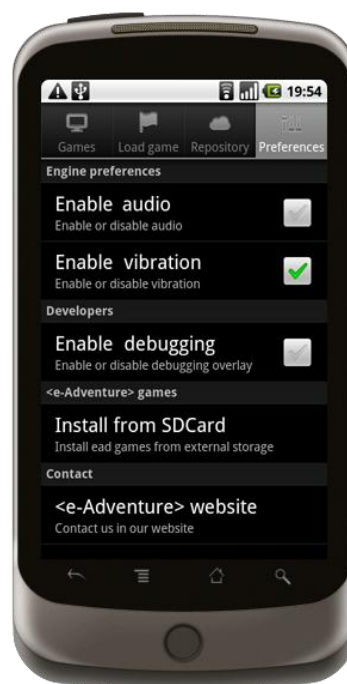 19:54
Games Load game Repository Preferences
Engine preferences
Enable audio
Enable or disable audio
Enable vibration
Enable or disable vibration
Developers
Enable debugging
Enable or disable debugging overlay
<e-Adventure> games
Install from SDCard
Install ead games from external storage
Contact
<e-Adventure> website
Contact us in our website